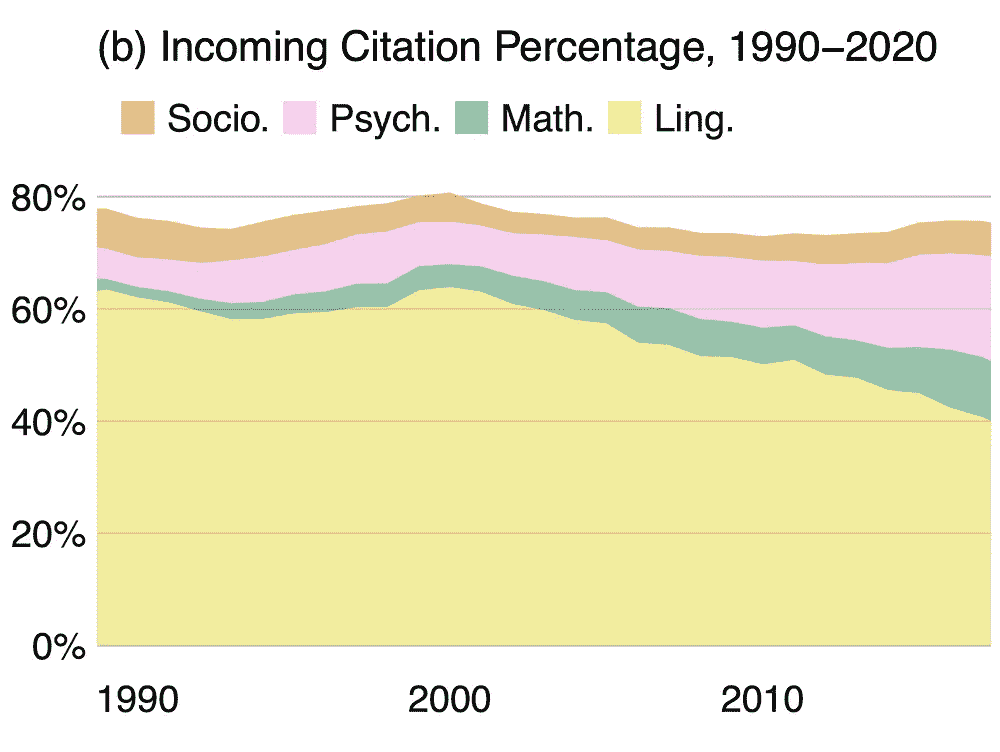 (b) Incoming Citation Percentage, 1990–2020
Socio. Psych. Math. Ling.
80%
60%
40%
20%
0%
1990 2000 2010